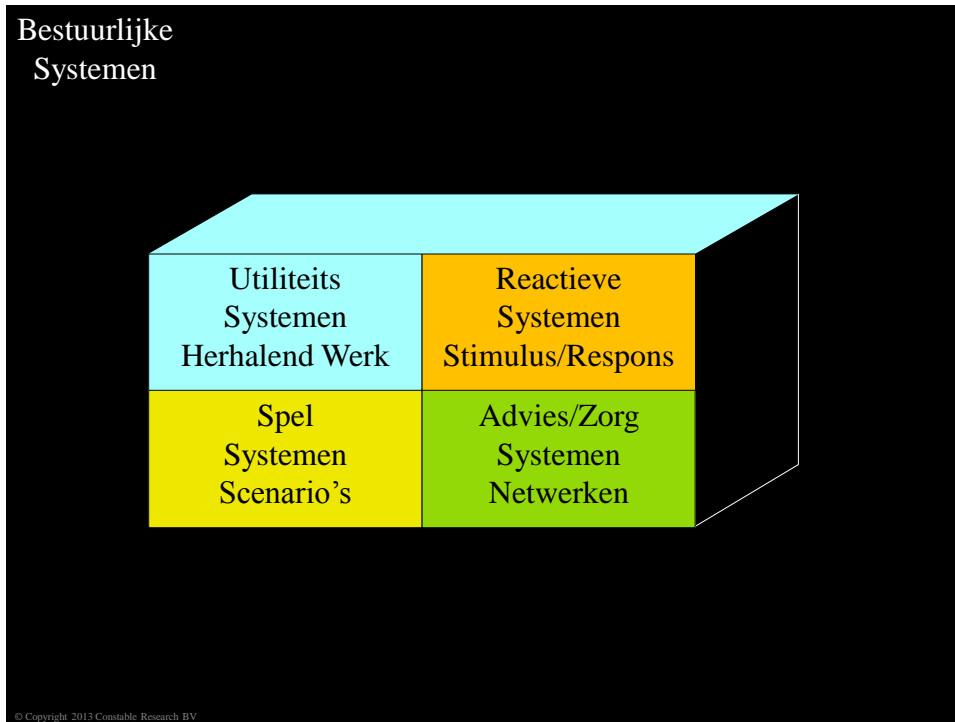 Bestuurlijke
Systemen
Utiliteits
Systemen
Herhalend Werk
Reactieve
Systemen
Stimulus/Respons
Spel
Systemen
Scenario’s
Advies/Zorg
Systemen
Netwerken
© Copyright 2013 Constable Research BV